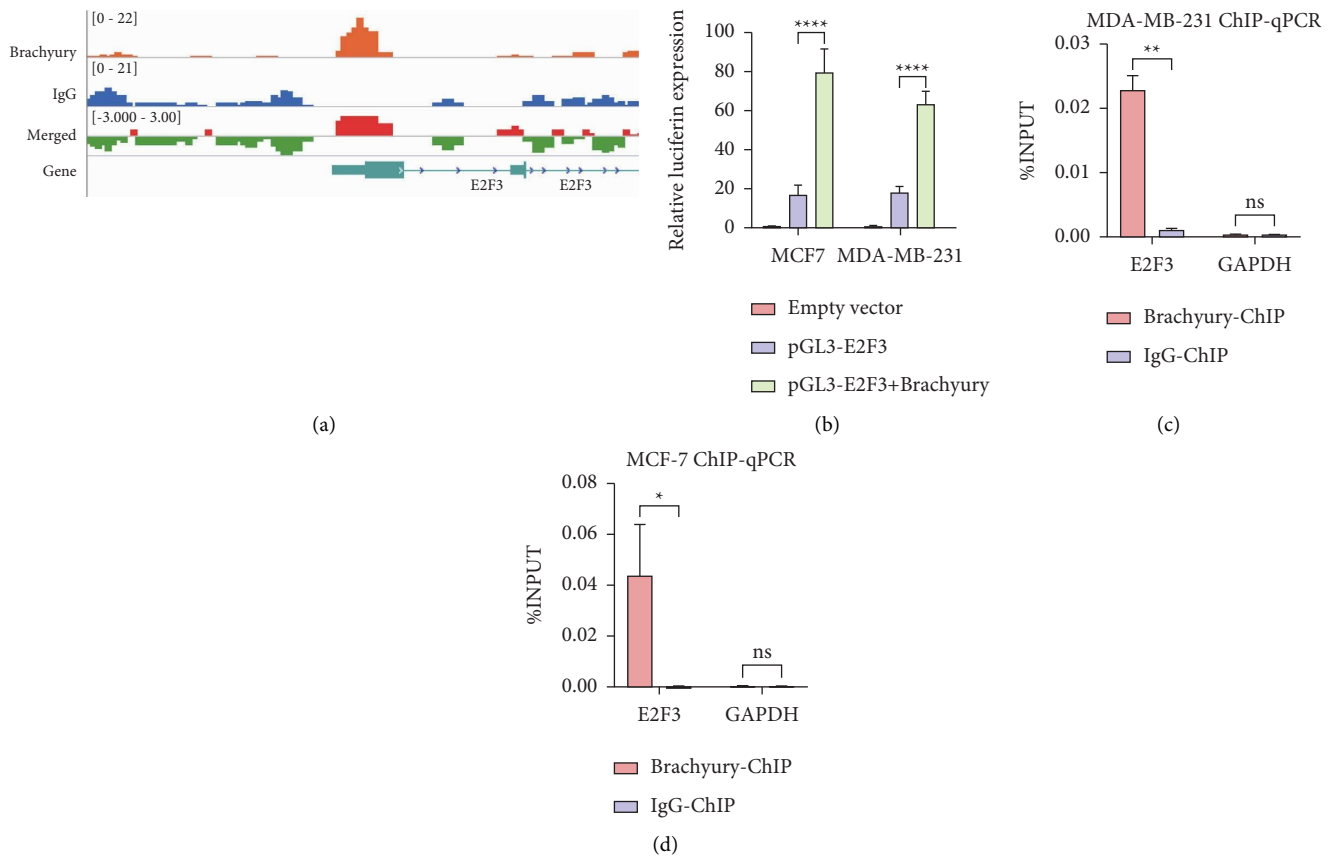 [0 - 22]
Brachyury
[0 - 21]
IgG
[-3.000 - 3.00]
Merged
Gene
E2F3 E2F3
(a)
Relative luciferin expression
100
80
60
40
20
0
**** ****
MCF7 MDA-MB-231
Empty vector
pGL3-E2F3
pGL3-E2F3+Brachyury
(b)
MDA-MB-231 ChIP-qPCR
%INPUT
0.03
0.02
0.01
0.00
**
ns
E2F3 GAPDH
Brachyury-ChIP
IgG-ChIP
(c)
MCF-7 ChIP-qPCR
%INPUT
0.08
0.06
0.04
0.02
0.00
*
ns
E2F3 GAPDH
Brachyury-ChIP
IgG-ChIP
(d)